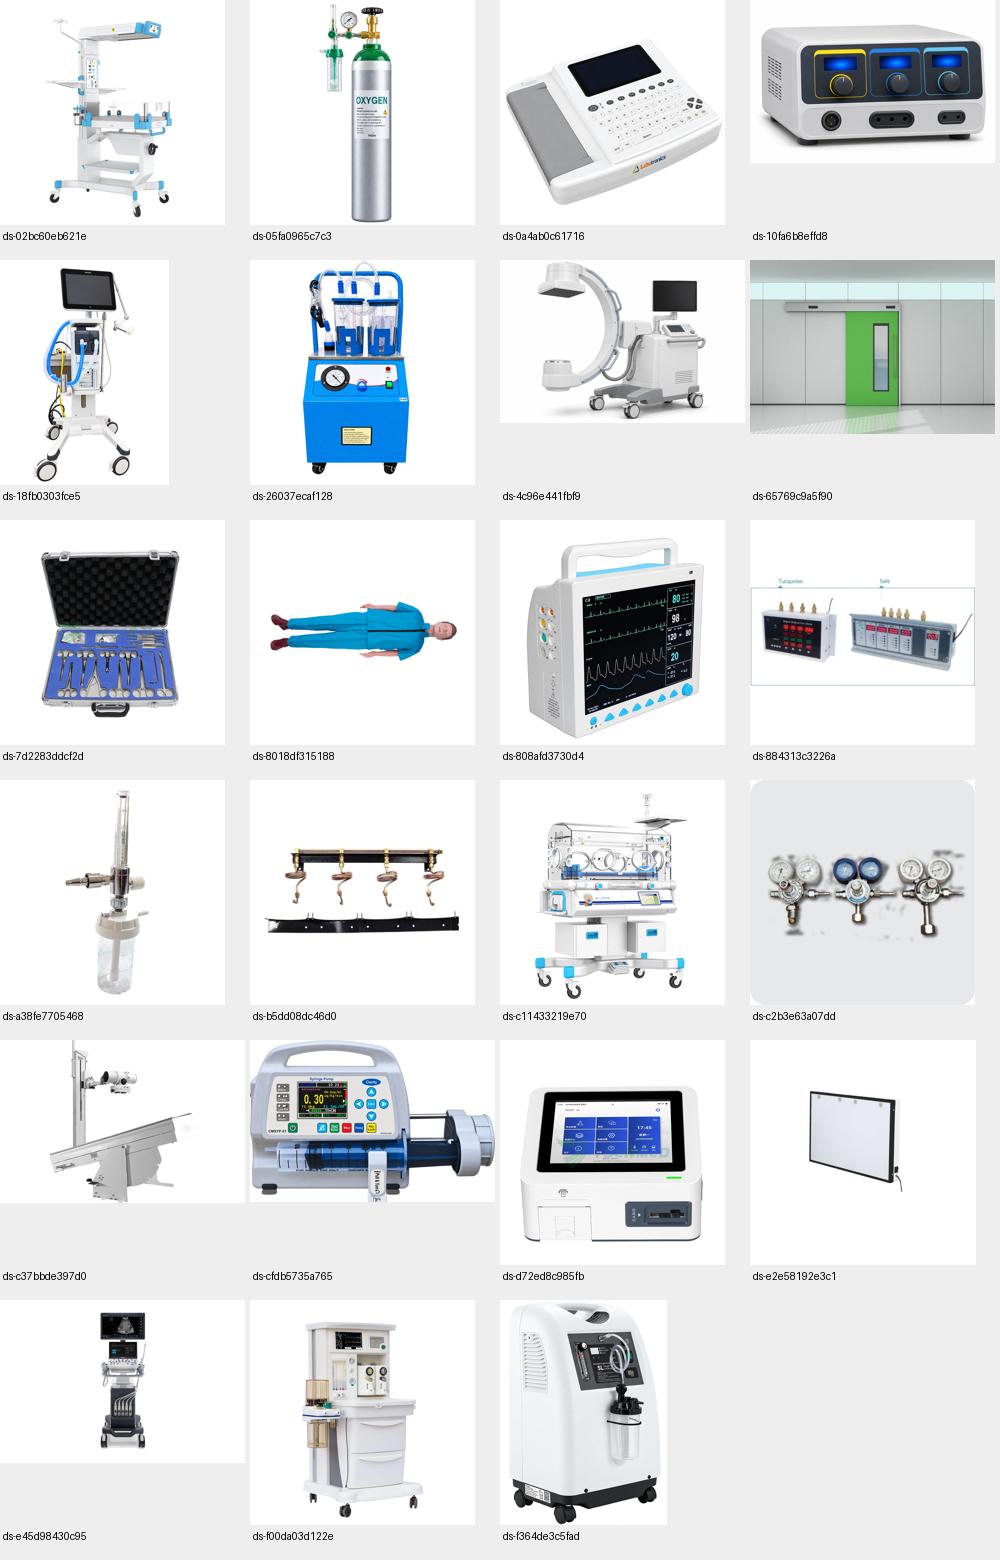 OXYGEN
ds-02bc60eb621e
ds-05fa0965c7c3
ds-0a4ab0c61716
ds-10fa6b8effd8
ds-18fb0303fce5
ds-26037ecaf128
ds-4c96e441fbf9
ds-65769c9a5f90
80
98
120 80
20
Turquoise
Safe
ds-7d2283ddcf2d
ds-8018df315188
ds-808afd3730d4
ds-884313c3226a
ds-a38fe7705468
ds-b5dd08dc46d0
ds-c11433219e70
ds-c2b3e63a07dd
Syringe Pump
0.30
17:45
ds-c37bbde397d0
ds-cfdb5735a765
ds-d72ed8c985fb
ds-e2e58192e3c1
ds-e45d98430c95
ds-f00da03d122e
ds-f364de3c5fad